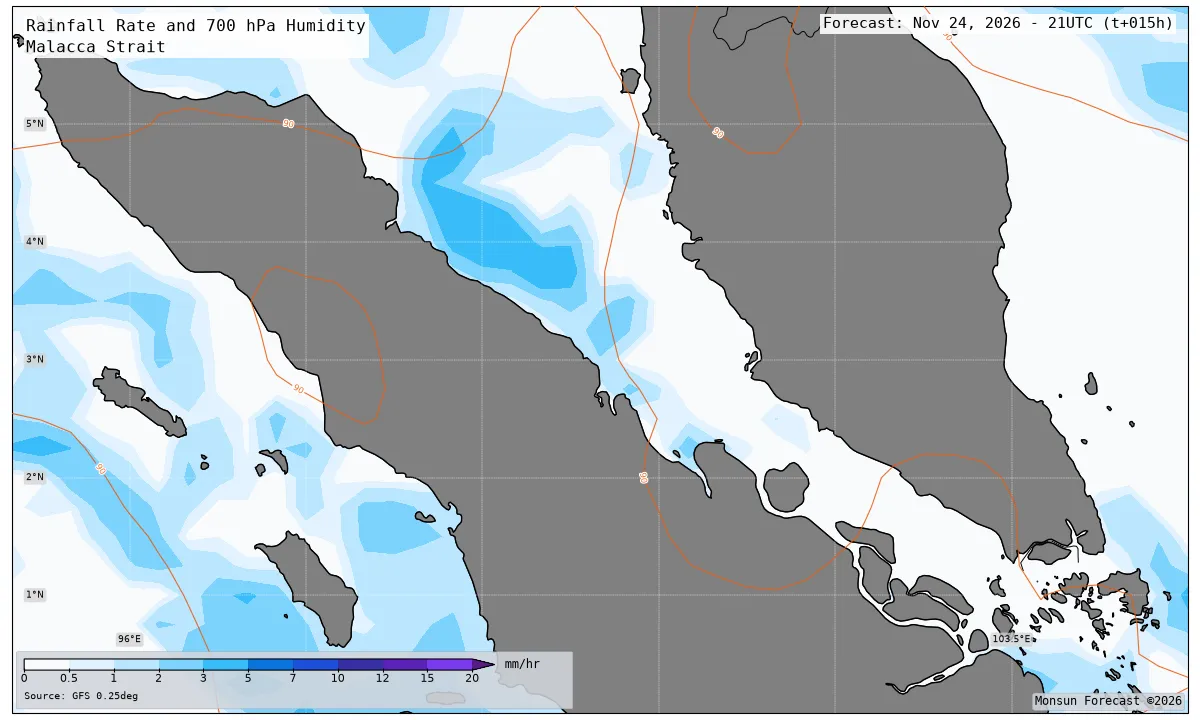 Rainfall Rate and 700 hPa Humidity
Malacca Strait
Forecast: Nov 24, 2026 - 21UTC (t+015h)
90
5°N
90
90
4°N
3°N
90
90
2°N
90
1°N
96°E
103.5°E
mm/hr
0 0.5 1 2 3 5 7 10 12 15 20
Source: GFS 0.25deg
Monsun Forecast ©2026